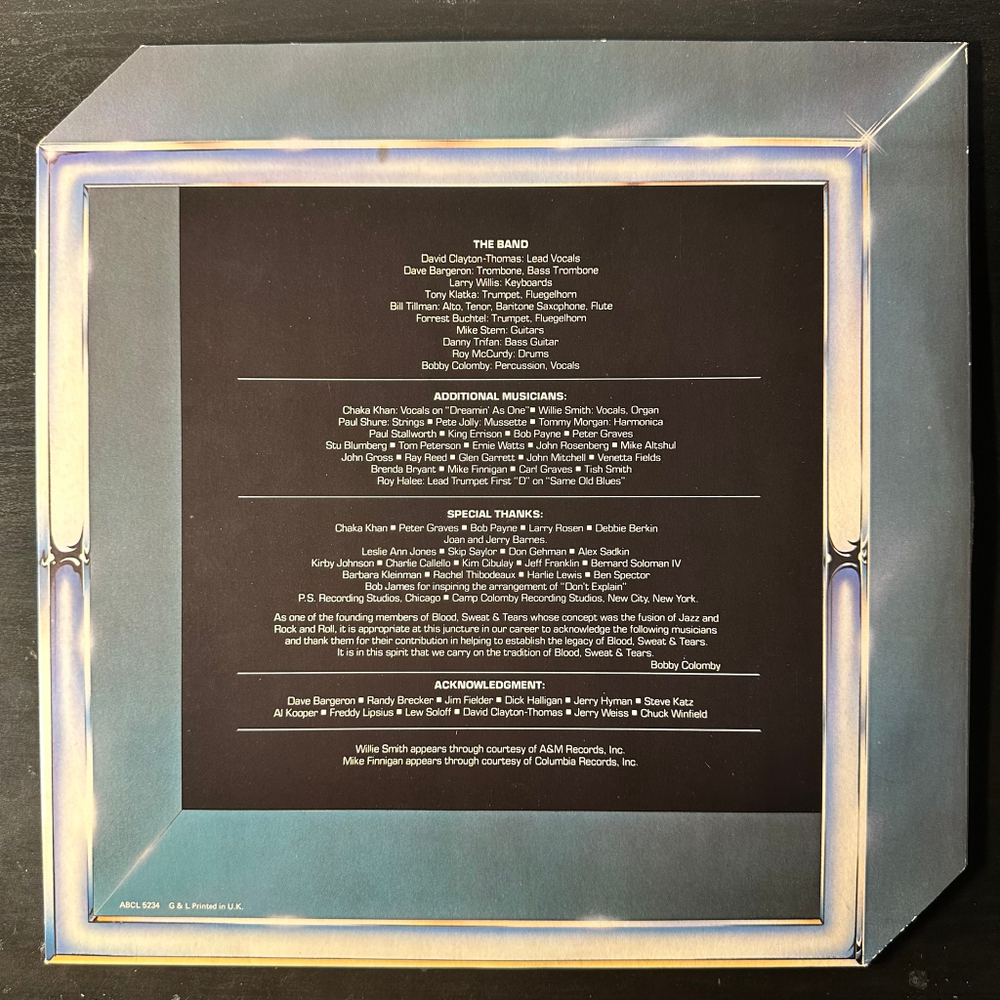 THE BAND
David Clayton-Thomas: Lead Vocals
Dave Bargeron: Trombone, Bass Trombone
Larry Willis: Keyboards
Tony Klatka: Trumpet, Fluegelhorn
Bill Tillman: Alto, Tenor, Baritone Saxophone, Flute
Forrest Buchtel: Trumpet, Fluegelhorn
Mike Stern: Guitars
Danny Trifan: Bass Guitar
Roy McCurdy: Drums
Bobby Colomby: Percussion, Vocals
ADDITIONAL MUSICIANS:
Chaka Khan: Vocals on "Dreamin' As One" ■ Willie Smith: Vocals, Organ
Paul Shure: Strings ■ Pete Jolly: Mussette ■ Tommy Morgan: Harmonica
Paul Stallworth ■ King Errison ■ Bob Payne ■ Peter Graves
Stu Blumberg ■ Tom Peterson ■ Ernie Watts ■ John Rosenberg ■ Mike Altshul
John Gross ■ Ray Reed ■ Glen Garrett ■ John Mitchell ■ Venetta Fields
Brenda Bryant ■ Mike Finnigan ■ Carl Graves ■ Tish Smith
Roy Halee: Lead Trumpet First "D" on "Same Old Blues"
SPECIAL THANKS:
Chaka Khan ■ Peter Graves ■ Bob Payne ■ Larry Rosen ■ Debbie Berkin
Joan and Jerry Barnes.
Leslie Ann Jones ■ Skip Saylor ■ Don Gehman ■ Alex Sadkin
Kirby Johnson ■ Charlie Callello ■ Kim Cibulay ■ Jeff Franklin ■ Bernard Soloman IV
Barbara Kleinman ■ Rachel Thibodeaux ■ Harlie Lewis ■ Ben Spector
Bob James for inspiring the arrangement of "Don't Explain"
P.S. Recording Studios, Chicago ■ Camp Colomby Recording Studios, New City, New York.
As one of the founding members of Blood, Sweat & Tears whose concept was the fusion of Jazz and
Rock and Roll, it is appropriate at this juncture in our career to acknowledge the following musicians
and thank them for their contribution in helping to establish the legacy of Blood, Sweat & Tears.
It is in this spirit that we carry on the tradition of Blood, Sweat & Tears.
Bobby Colomby
ACKNOWLEDGMENT:
Dave Bargeron ■ Randy Brecker ■ Jim Fielder ■ Dick Halligan ■ Jerry Hyman ■ Steve Katz
Al Kooper ■ Freddy Lipsius ■ Lew Soloff ■ David Clayton-Thomas ■ Jerry Weiss ■ Chuck Winfield
Willie Smith appears through courtesy of A&M Records, Inc.
Mike Finnigan appears through courtesy of Columbia Records, Inc.
ABCL 5234 G & L Printed in U.K.